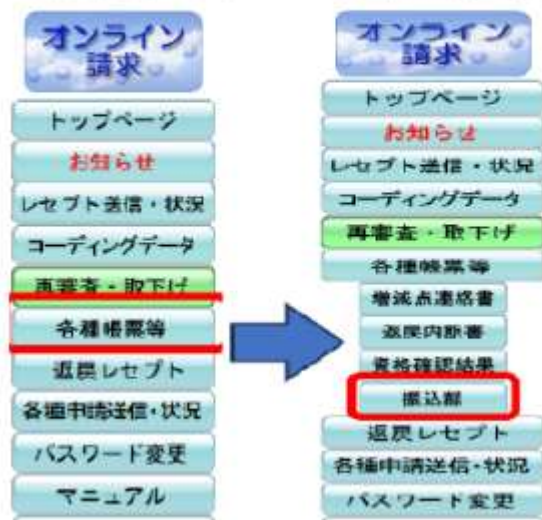 オンライン
請求
トップページ
お知らせ
レセプト送信・状況
コーディングデータ
再審査・取下げ
各種帳票等
返戻レセプト
各種申請送信・状況
パスワード変更
マニュアル
オンライン
請求
トップページ
お知らせ
レセプト送信・状況
コーディングデータ
再審査・取下げ
各種帳票等
増減点連絡書
返戻内訳書
資格確認結果
振込額
返戻レセプト
各種申請送信・状況
パスワード変更